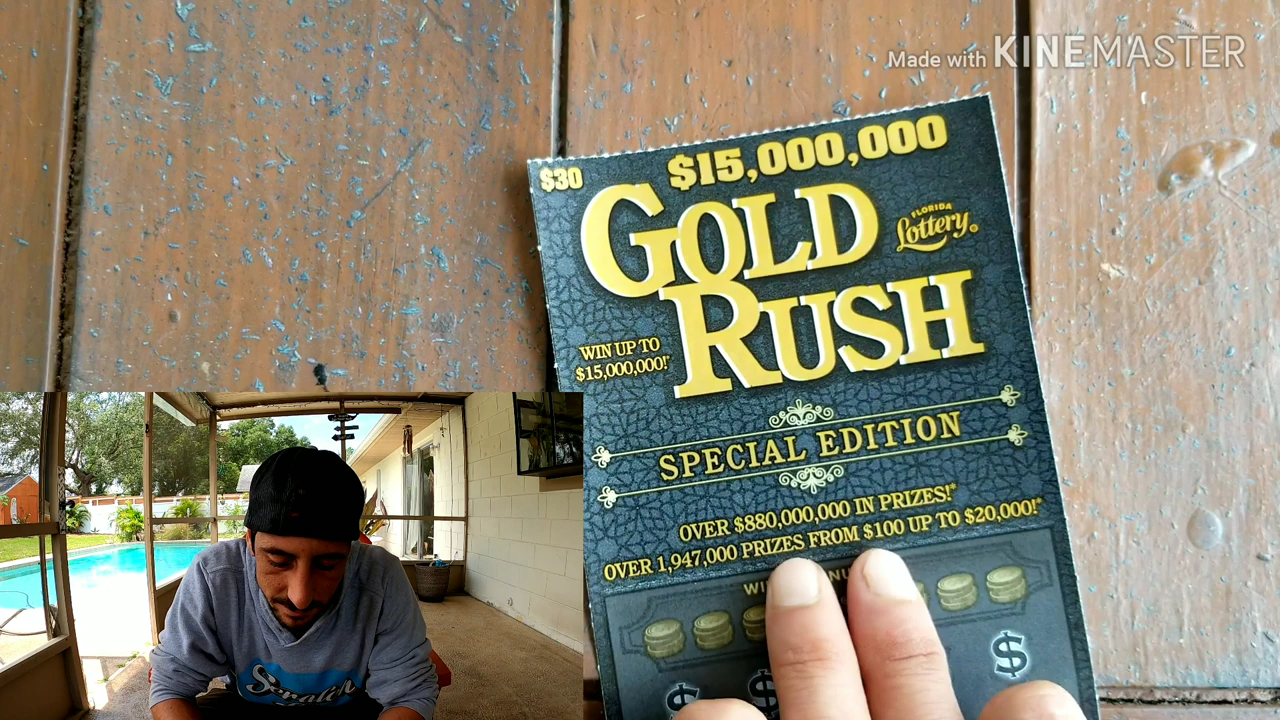 Made with KINEMASTER
$15,000,000
$30
GOLD
FLORIDA
Lottery
RUSH
WIN UP TO
$15,000,000!*
SPECIAL EDITION
OVER $880,000,000 IN PRIZES!*
OVER 1,947,000 PRIZES FROM $100 UP TO $20,000!*
Scratch